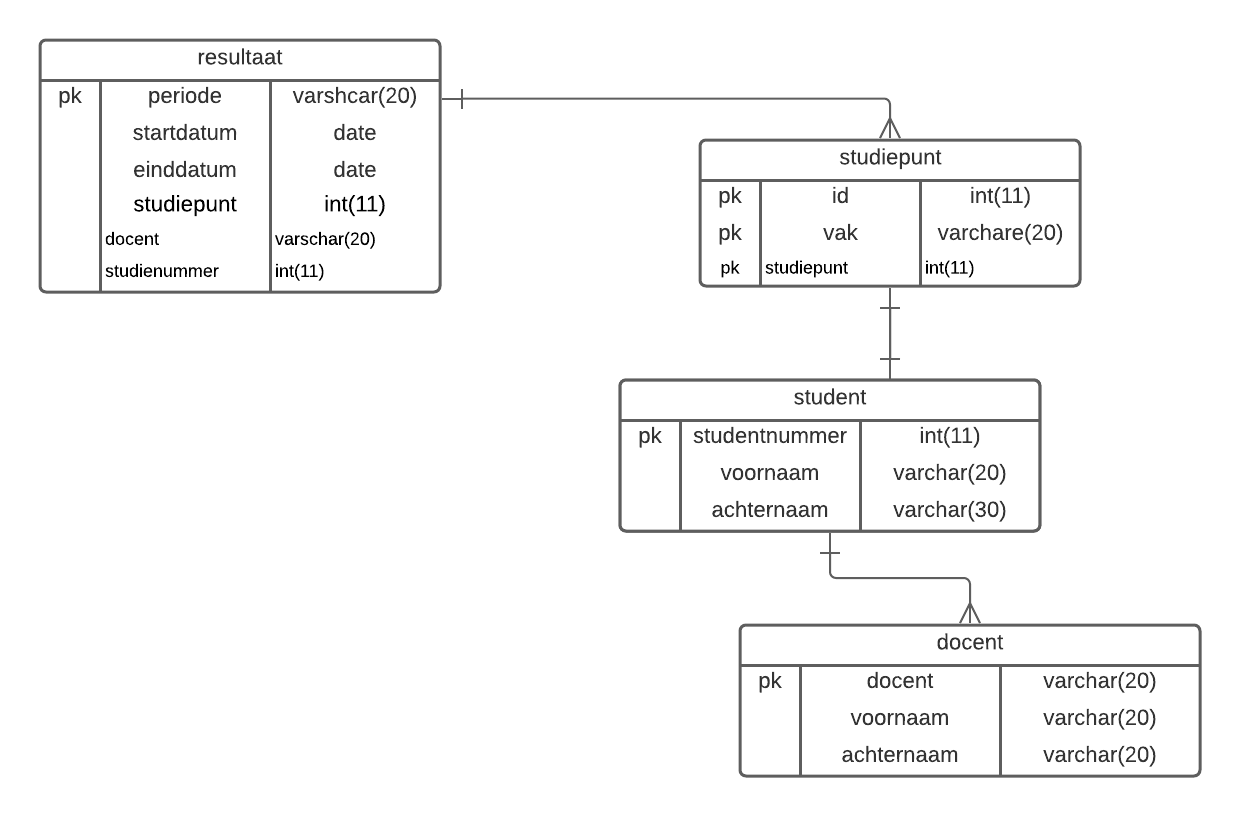 resultaat
pk periode varshcar(20)
startdatum date
einddatum date
studiepunt int(11)
docent varschar(20)
studienummer int(11)
studiepunt
pk id int(11)
pk vak varchare(20)
pk studiepunt int(11)
student
pk studentnummer int(11)
voornaam varchar(20)
achternaam varchar(30)
docent
pk docent varchar(20)
voornaam varchar(20)
achternaam varchar(20)